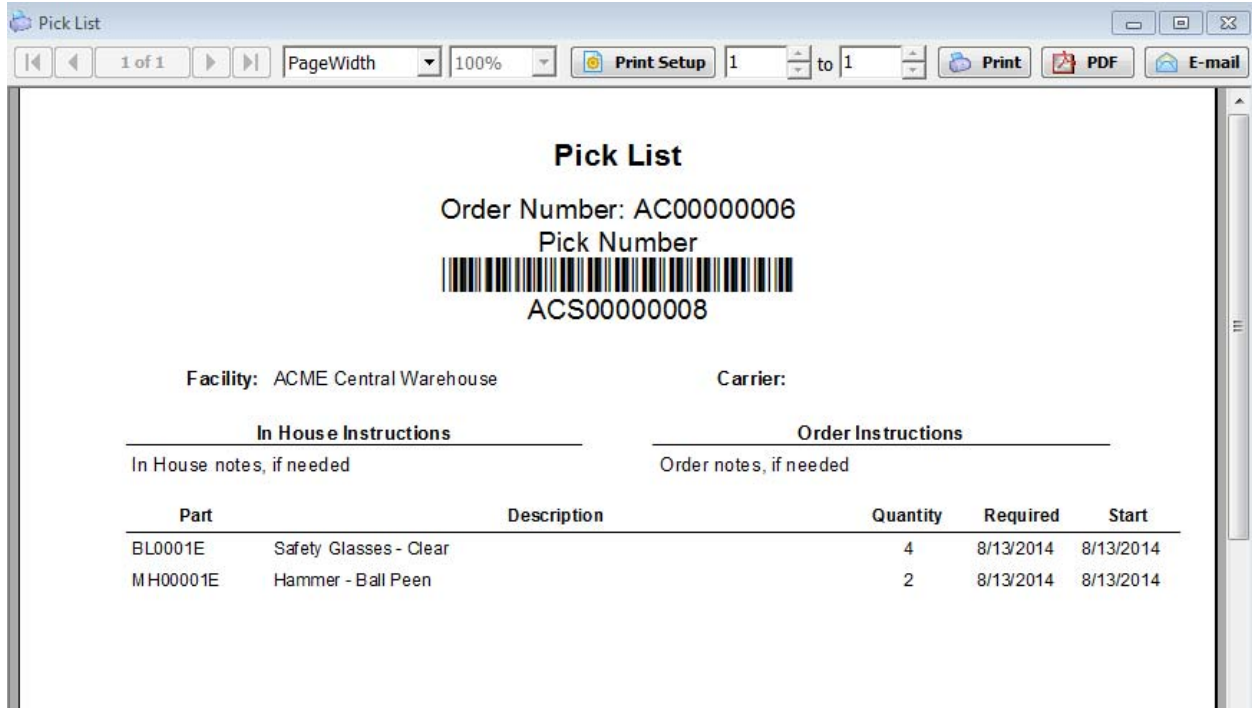 Pick List
1 of 1 PageWidth 100% Print Setup 1 to 1 Print PDF E-mail
Pick List
Order Number: AC00000006
Pick Number
ACS00000008
Facility: ACME Central Warehouse Carrier:
In House Instructions Order Instructions
In House notes, if needed Order notes, if needed
Part Description Quantity Required Start
BL0001E Safety Glasses - Clear 4 8/13/2014 8/13/2014
MH00001E Hammer - Ball Peen 2 8/13/2014 8/13/2014